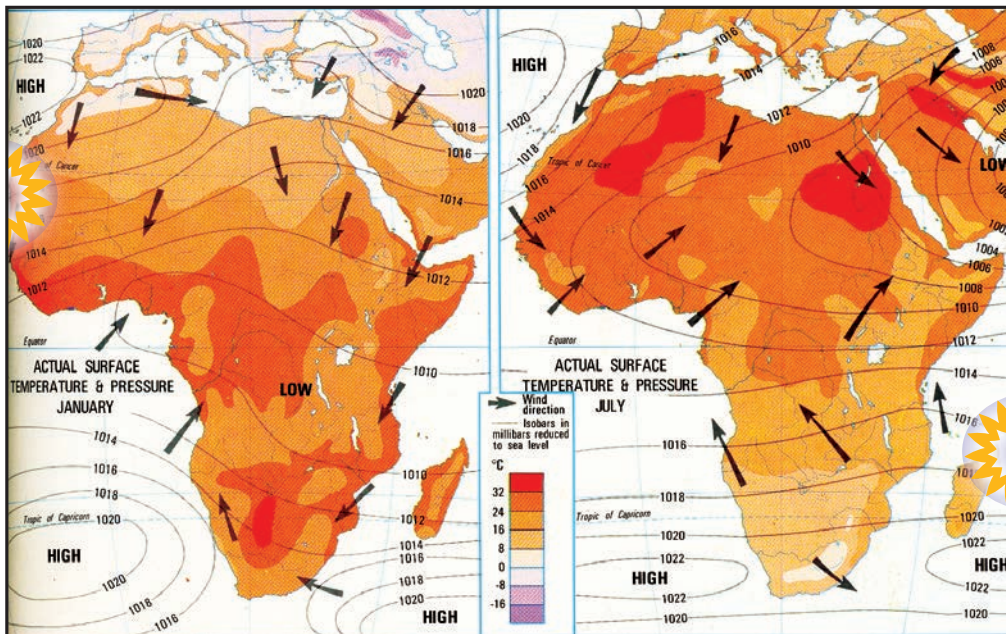 1020
1022
HIGH
1022
1020
of Cancer
1014
1012
1020
1018
1016
1014
1012
Equator
ACTUAL SURFACE
TEMPERATURE & PRESSURE
JANUARY
LOW
1010
1014
1016
1018
1020
Tropic of Capricorn
HIGH
1020
1018
1016
1010
1012
1014
1016
1018
1020
HIGH
Wind
direction
Isobars in
millibars reduced
to sea level
°C
32
24
16
8
0
-8
-16
HIGH
1020
1018
1016
1014
1016
1014
1012
1010
1008
1006
Tropic of Cancer
LOW
1004
1006
1008
1010
1012
1014
1016
Equator
ACTUAL SURFACE
TEMPERATURE & PRESSURE
JULY
1016
1018
1020
1022
Tropic of Capricorn
HIGH
1022
1020
1020
1022
HIGH
1022
1020